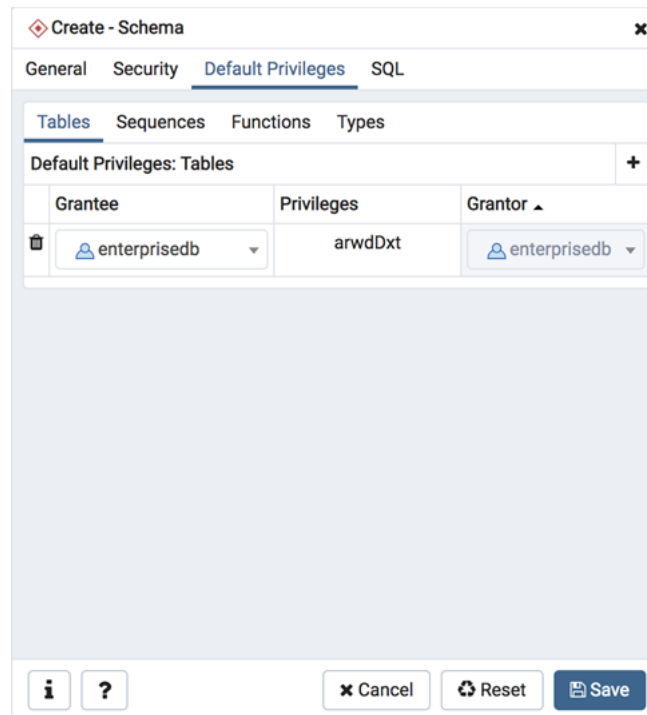 Create - Schema
General Security Default Privileges SQL
Tables Sequences Functions Types
Default Privileges: Tables
Grantee Privileges Grantor
enterprisedb arwdDxt enterprisedb
i ? Cancel Reset Save